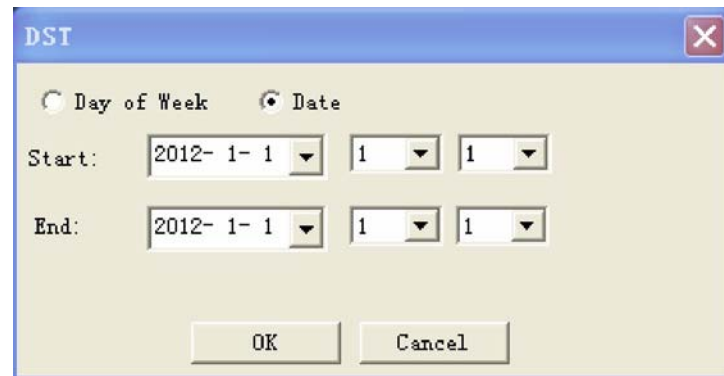 DST
Day of Week Date
Start: 2012- 1- 1 1 1
End: 2012- 1- 1 1 1
OK Cancel